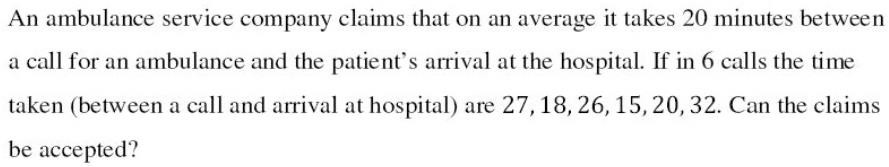 An ambulance service company claims that on an average it takes 20 minutes between
a call for an ambulance and the patient's arrival at the hospital. If in 6 calls the time
taken (between a call and arrival at hospital) are 27, 18, 26, 15, 20, 32. Can the claims
be accepted?